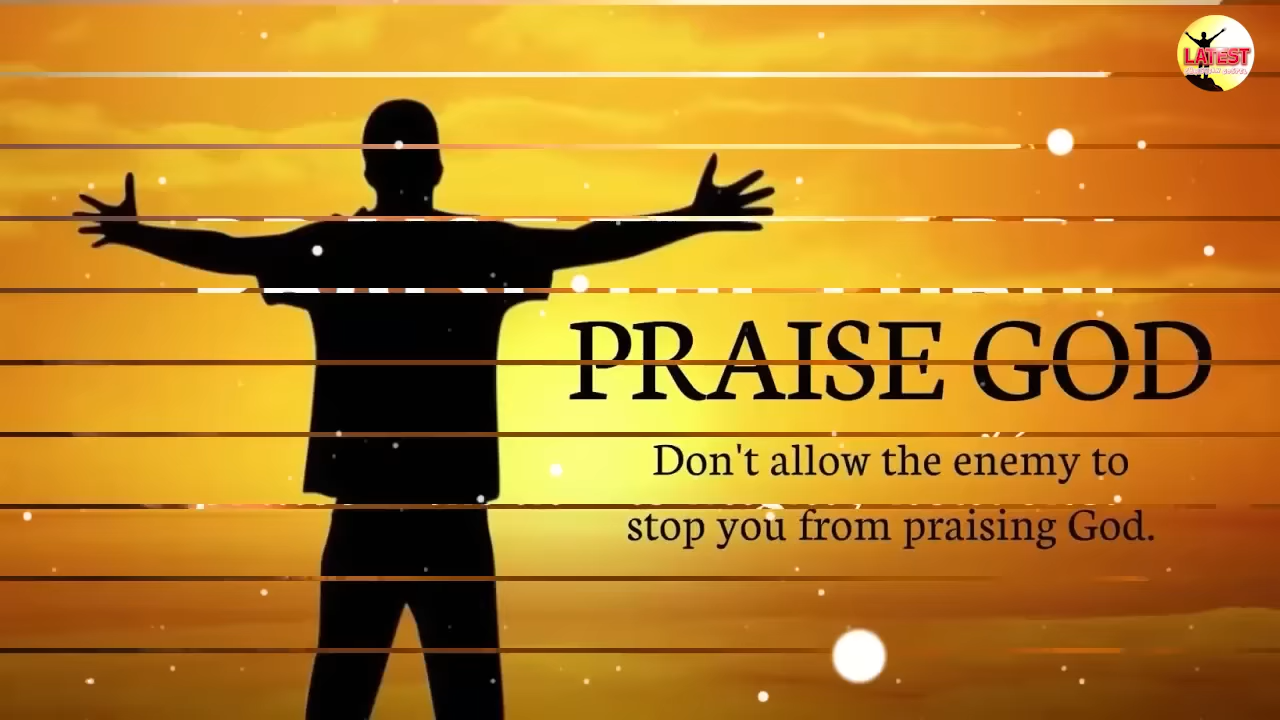 LATEST
PRAISE GOD
Don't allow the enemy to
stop you from praising God.